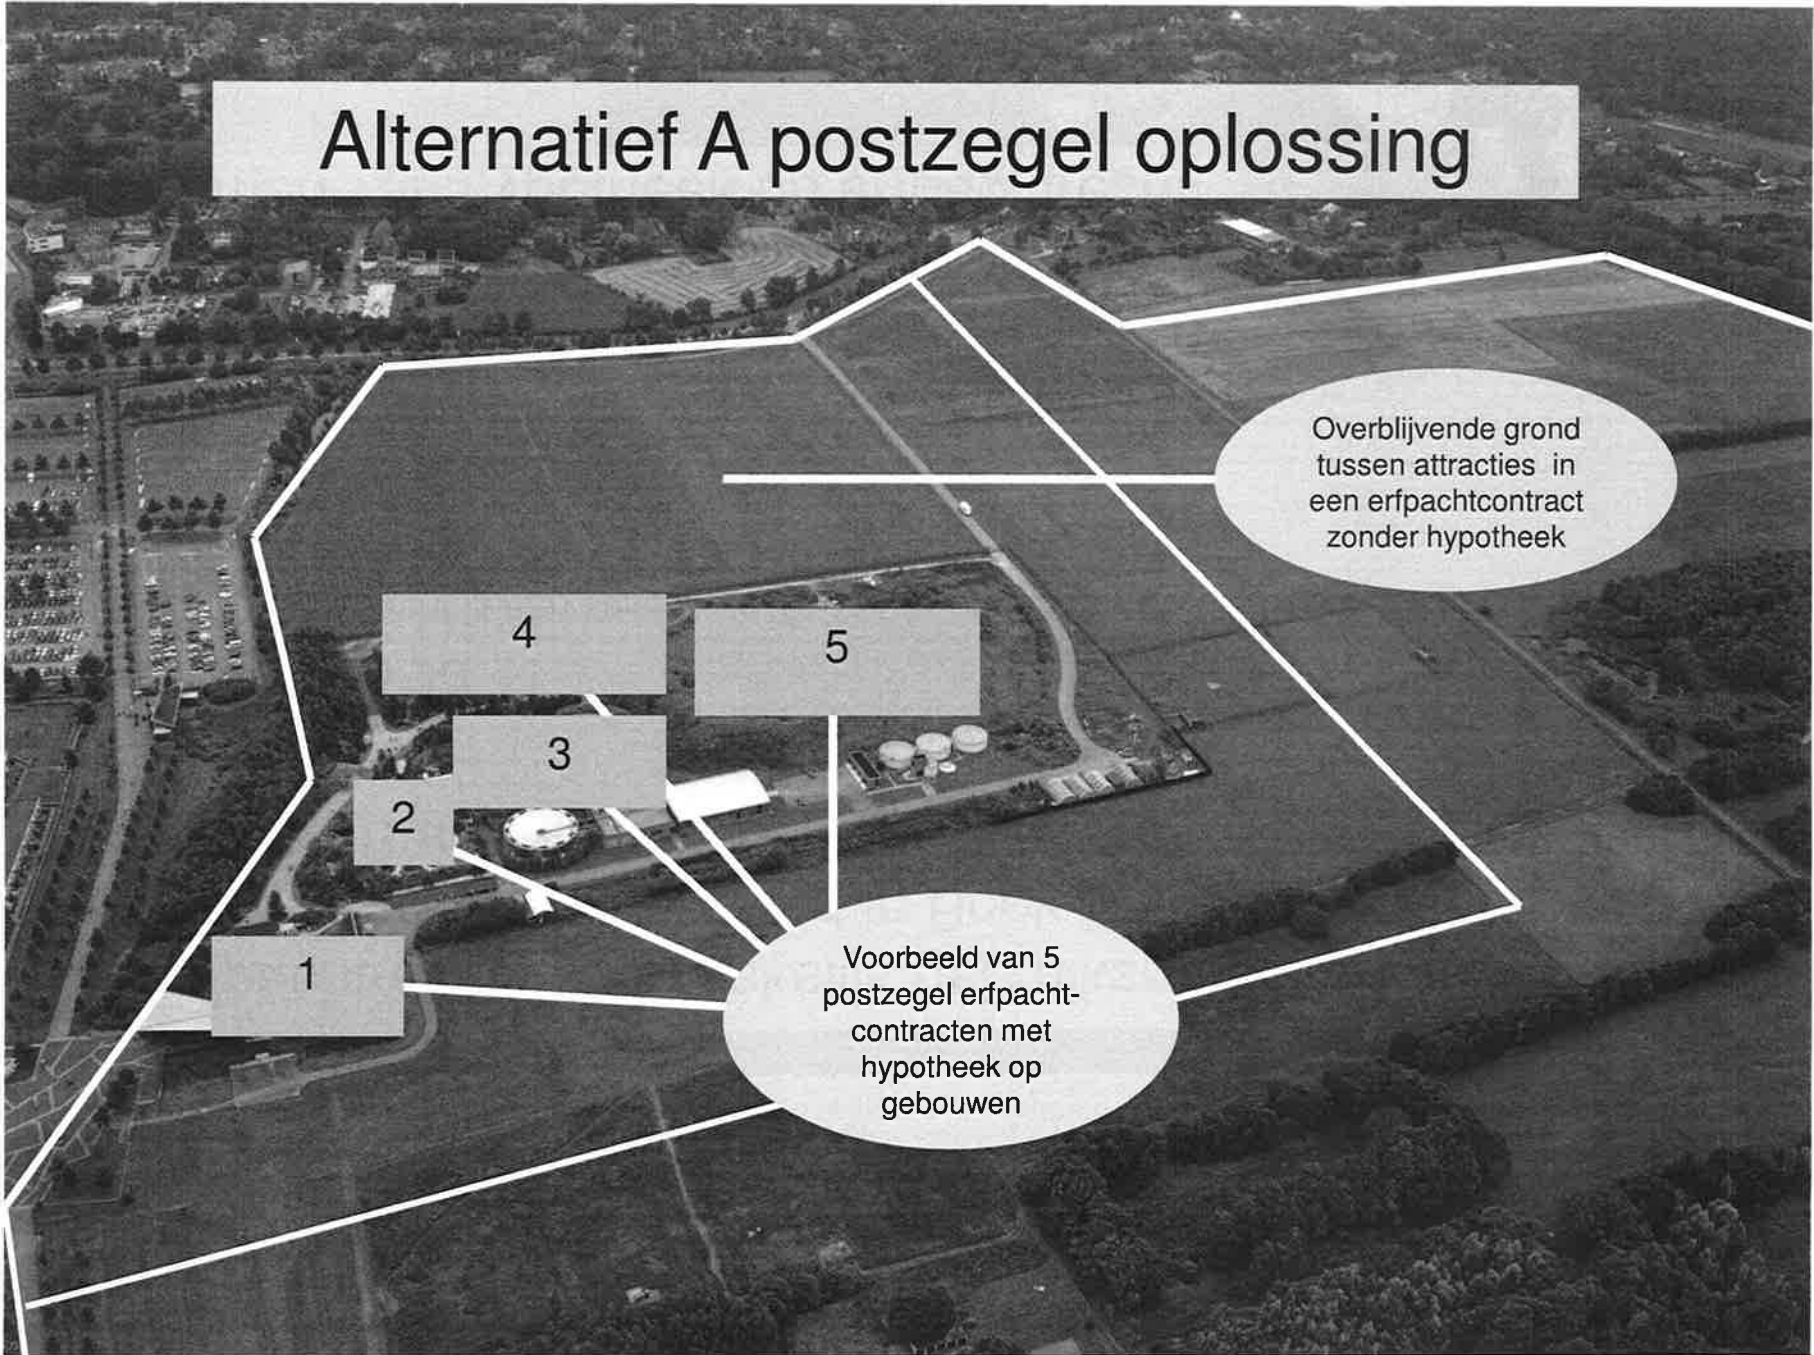 Alternatief A postzegel oplossing
Overblijvende grond
tussen attracties in
een erfpachtcontract
zonder hypotheek
4
5
3
2
1
Voorbeeld van 5
postzegel erfpacht-
contracten met
hypotheek op
gebouwen